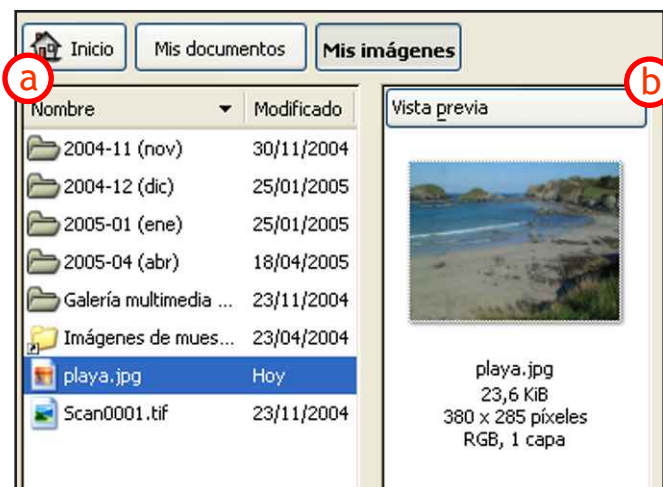 Inicio Mis documentos Mis imágenes
a b
Nombre Modificado Vista previa
2004-11 (nov) 30/11/2004
2004-12 (dic) 25/01/2005
2005-01 (ene) 25/01/2005
2005-04 (abr) 18/04/2005
Galería multimedia ... 23/11/2004
Imágenes de mues... 23/04/2004
playa.jpg Hoy
Scan0001.tif 23/11/2004
playa.jpg
23,6 KiB
380 x 285 píxeles
RGB, 1 capa